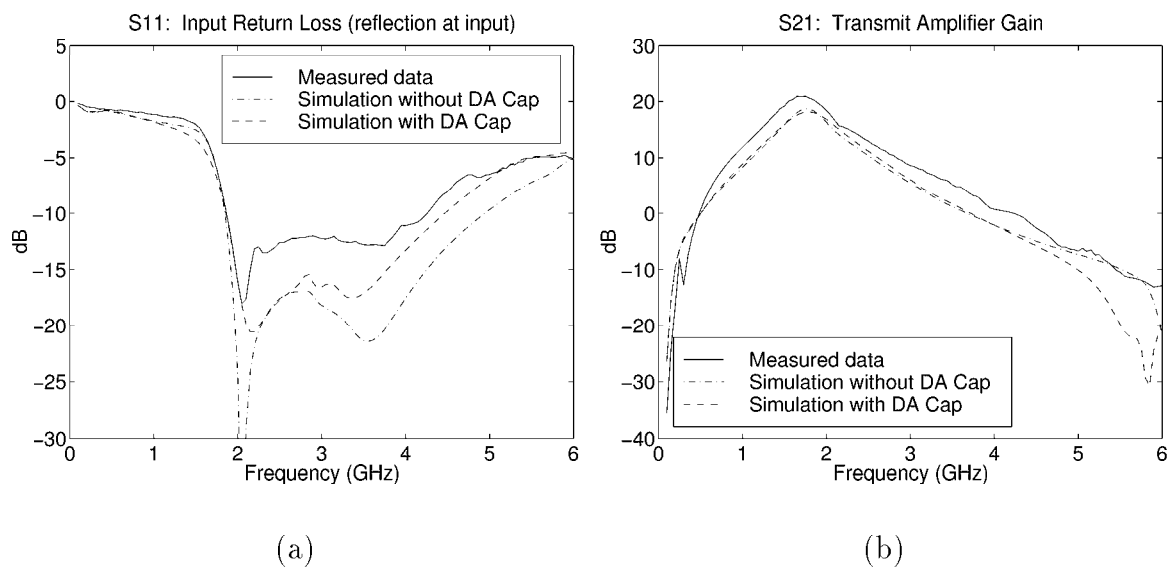 S11: Input Return Loss (reflection at input)
5
0
−5
−10
−15
−20
−25
−30
dB
Measured data
Simulation without DA Cap
Simulation with DA Cap
0 1 2 3 4 5 6
Frequency (GHz)
(a)
S21: Transmit Amplifier Gain
30
20
10
0
−10
−20
−30
−40
dB
Measured data
Simulation without DA Cap
Simulation with DA Cap
0 1 2 3 4 5 6
Frequency (GHz)
(b)